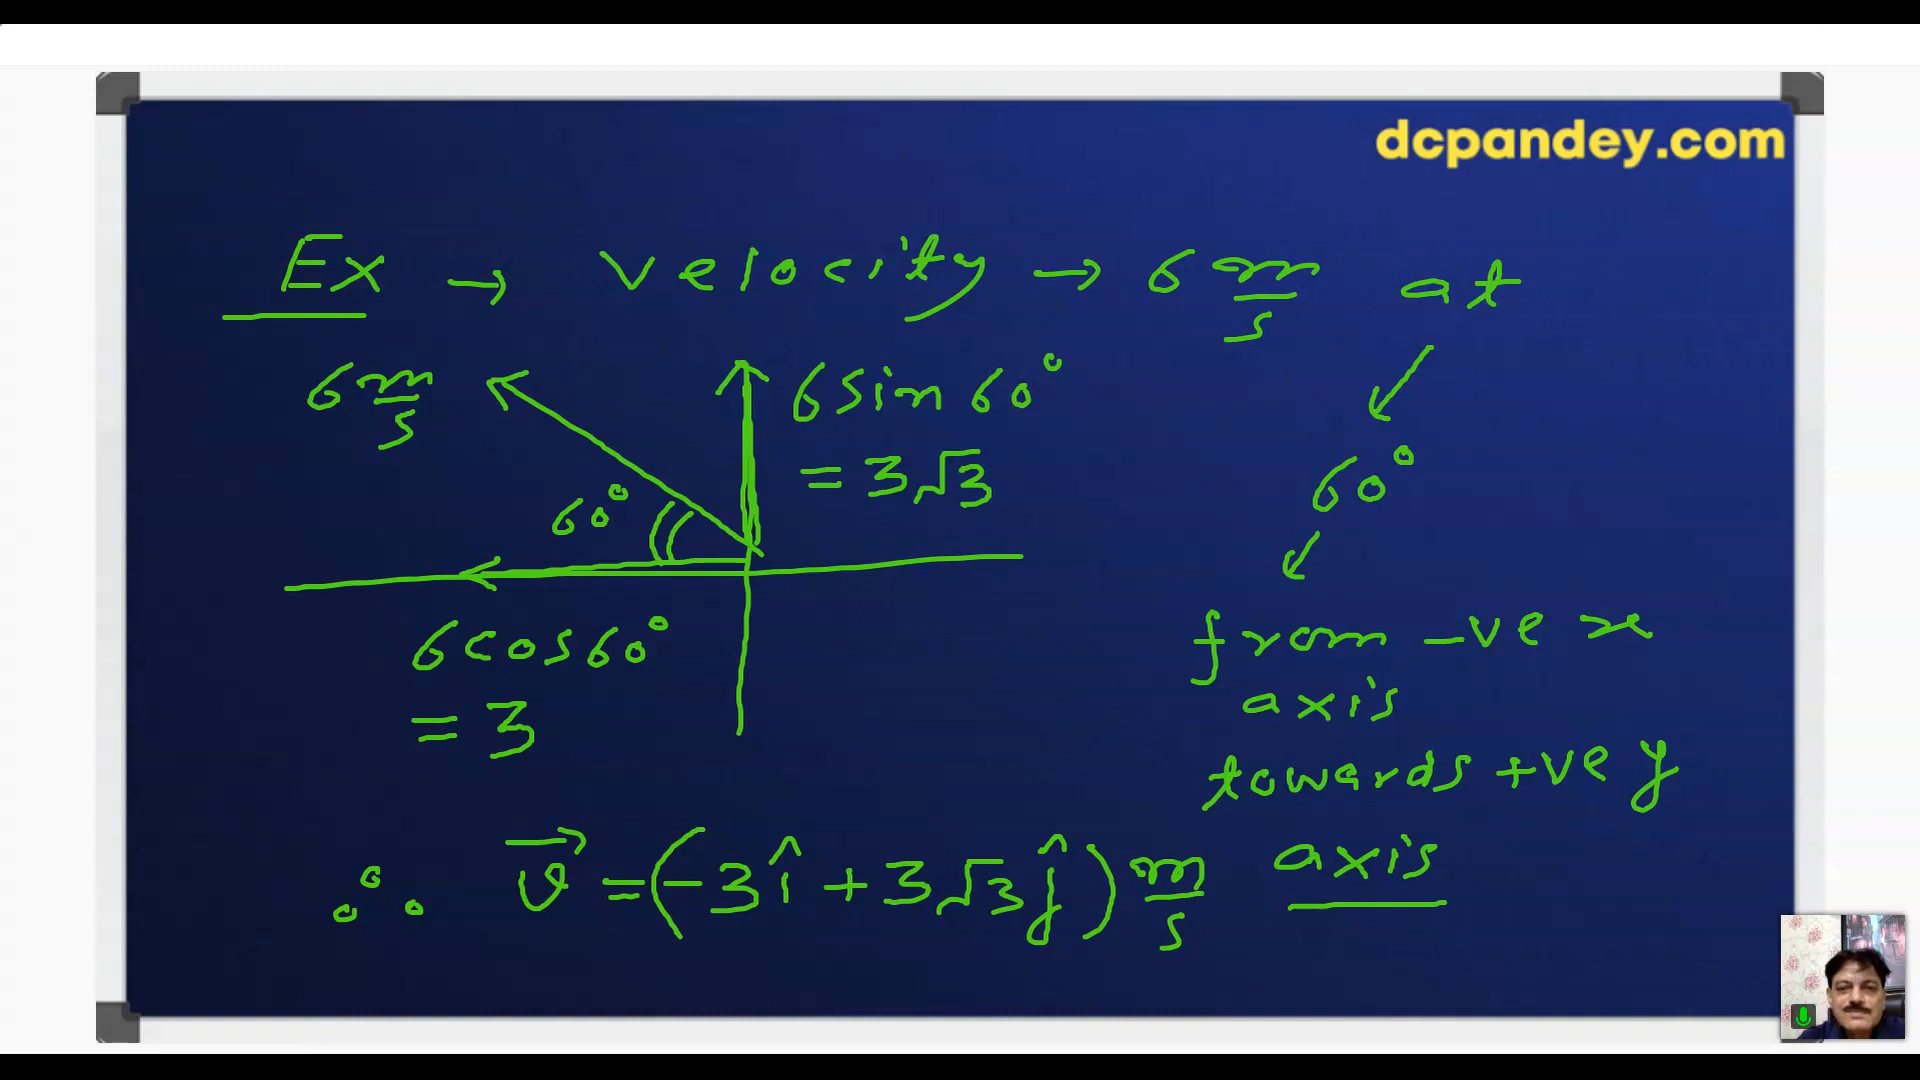 dcpandey.com
Ex → velocity → 6 m/s at
60°
from -ve x
axis
towards +ve y
axis
6 m/s
6 sin 60°
= 3√3
60°
6 cos 60°
= 3
∴ v⃗ = (-3î + 3√3 ĵ) m/s